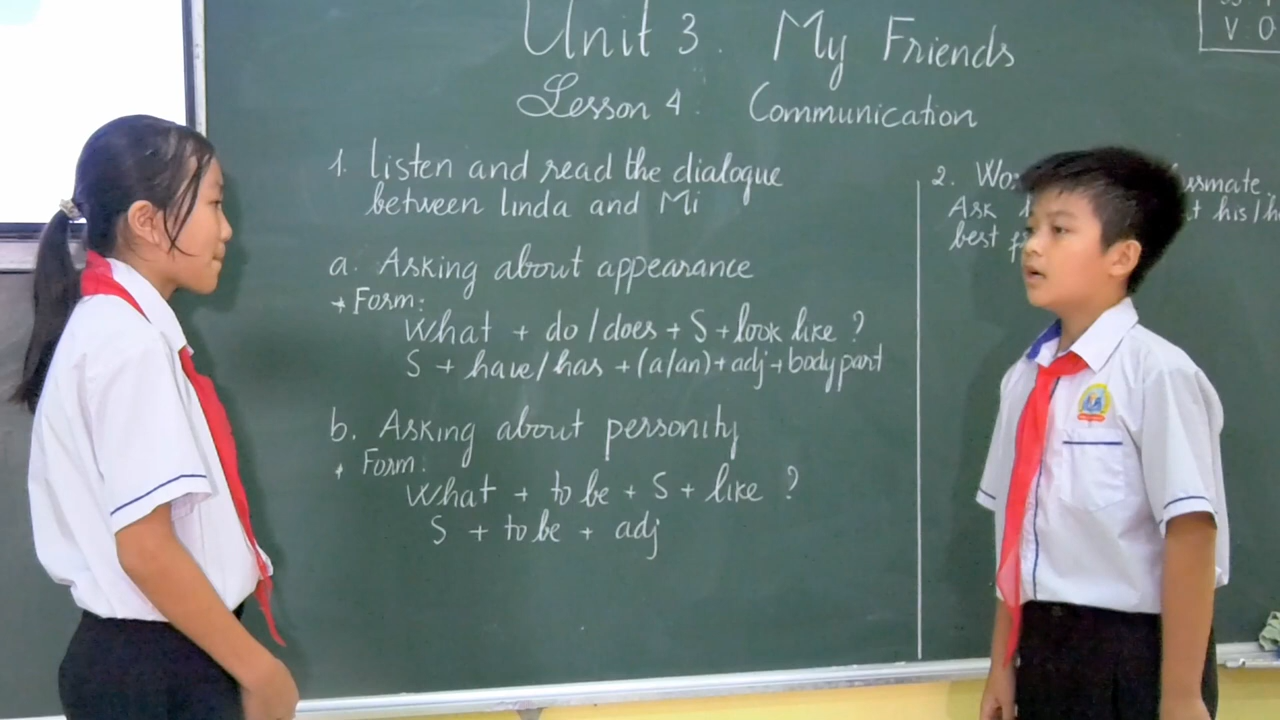 Unit 3. My Friends
Lesson 4. Communication
1. Listen and read the dialogue
between Linda and Mi
a. Asking about appearance
+ Form:
What + do / does + S + look like ?
S + have / has + (a/an) + adj + body part
b. Asking about personity
+ Form:
What + to be + S + like ?
S + to be + adj
2.
Ask his / 
best
V : 0